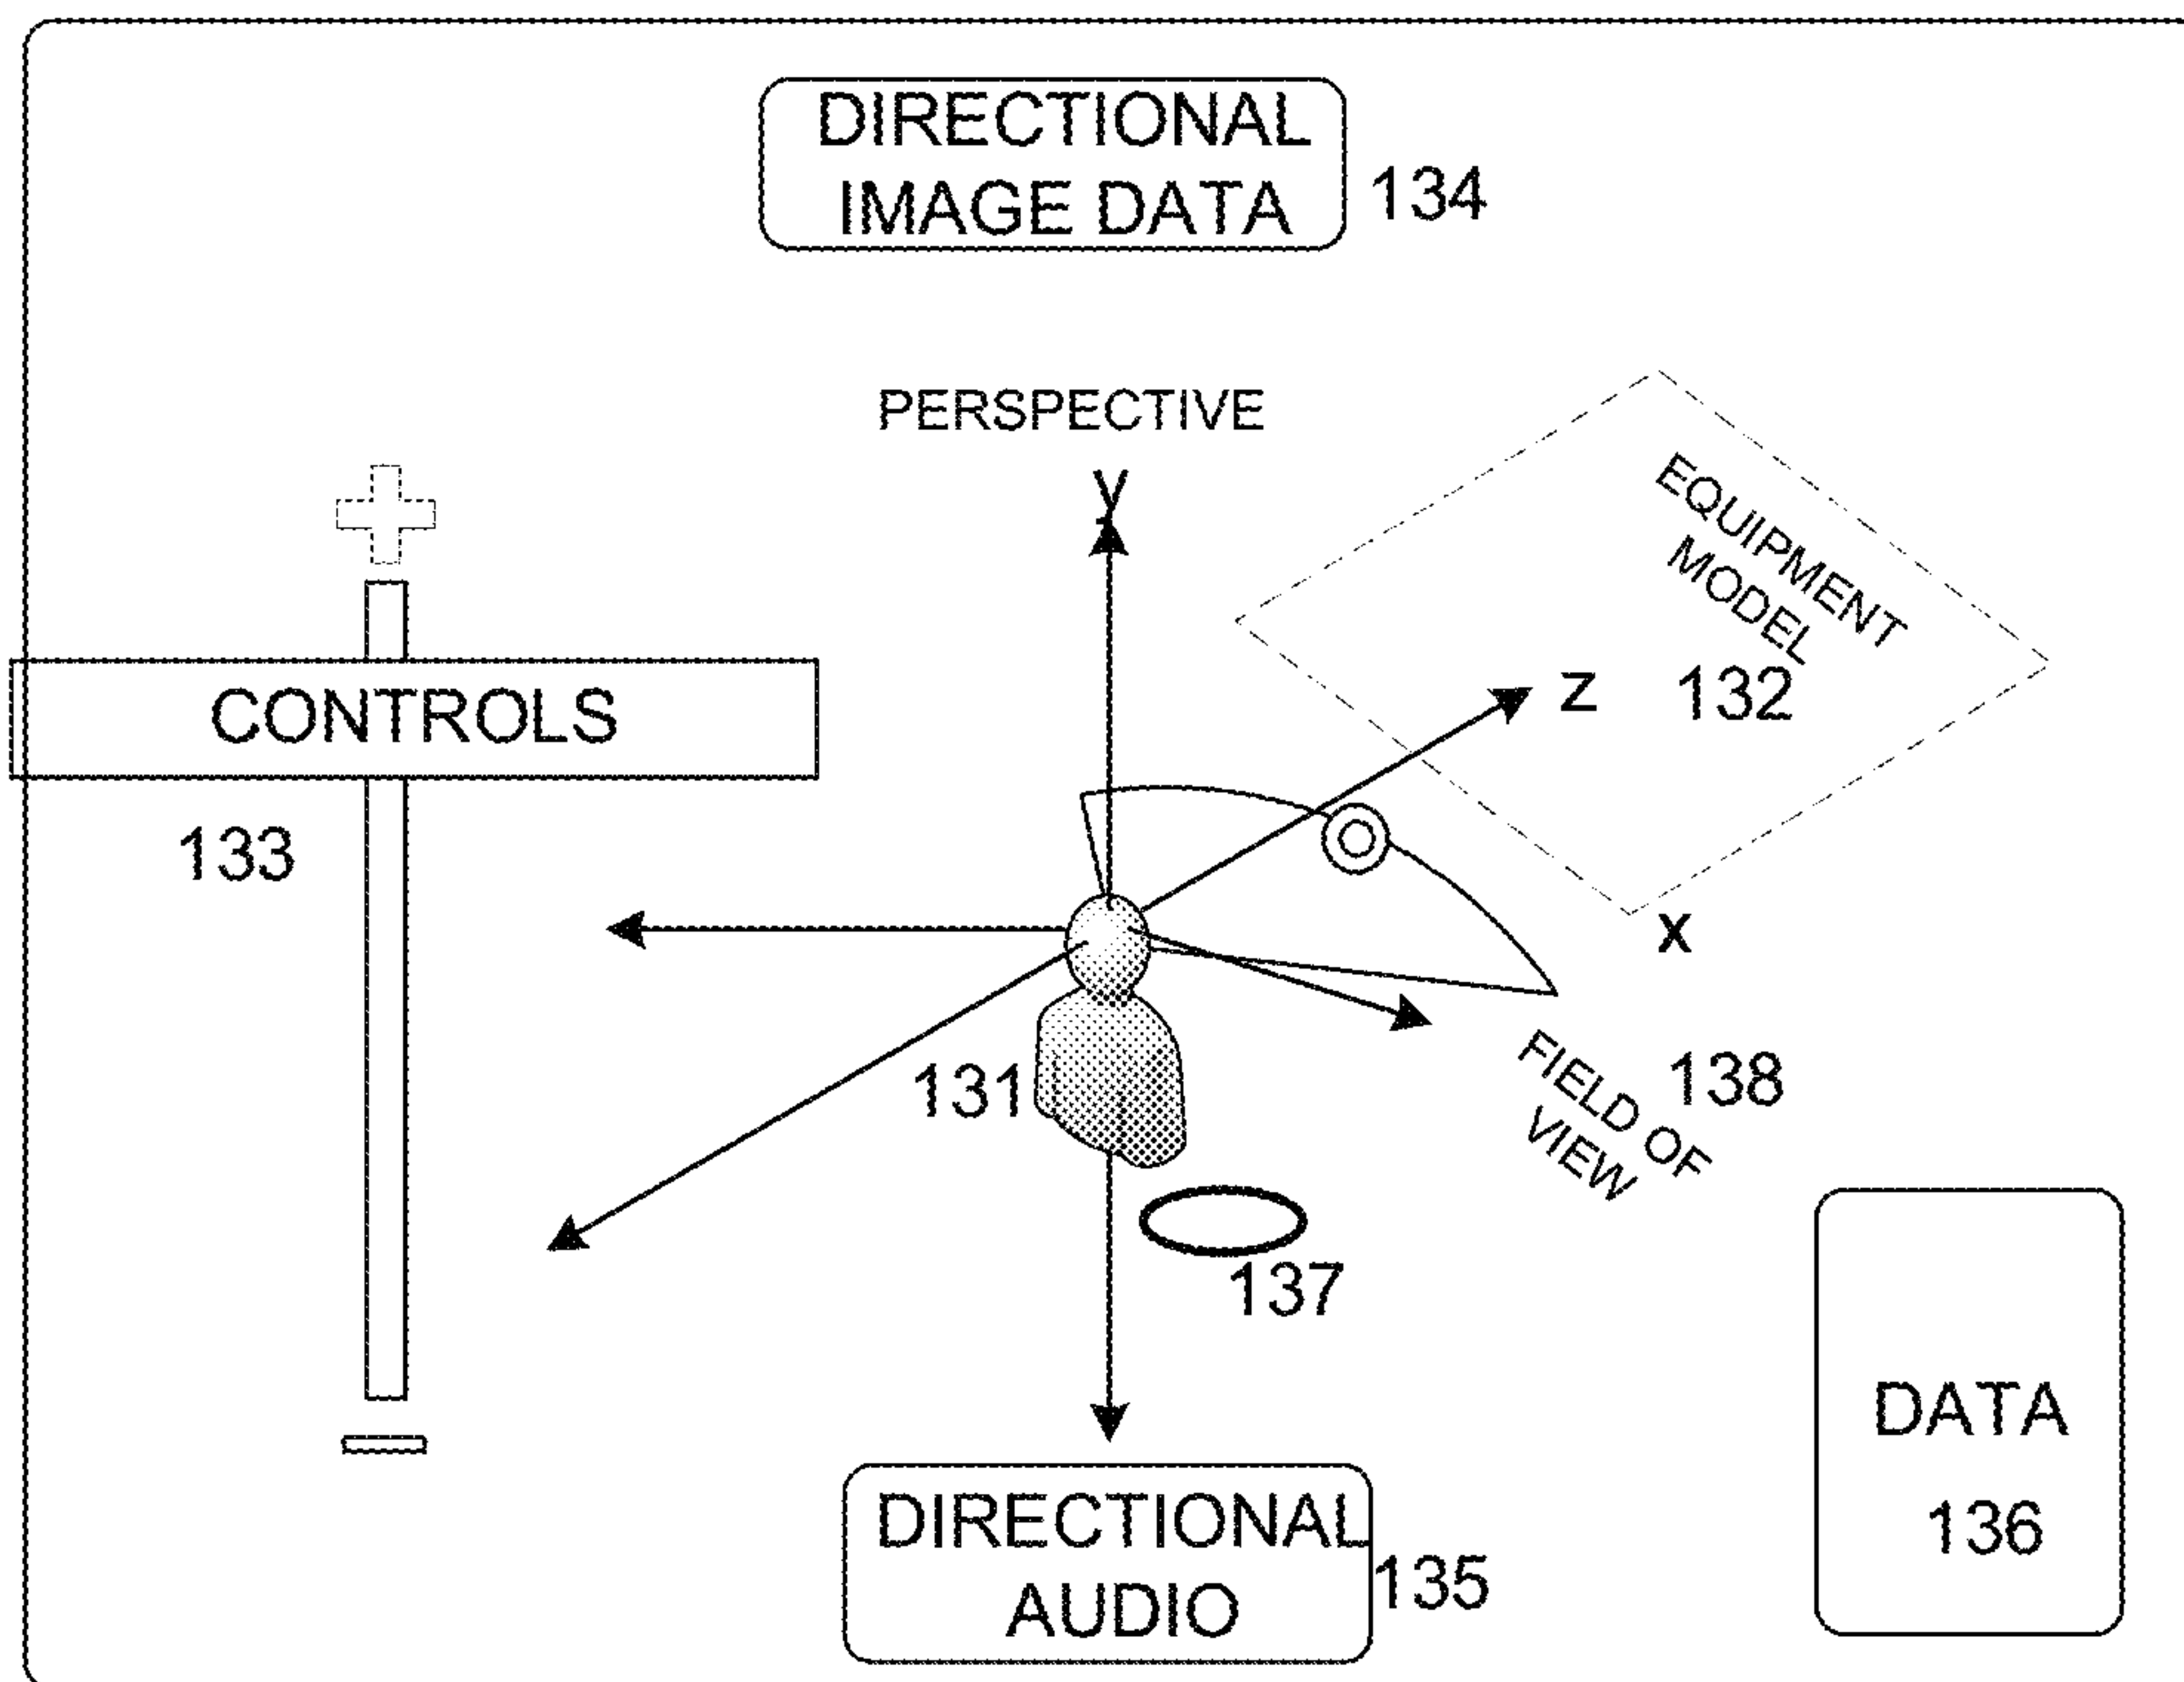 DIRECTIONAL
IMAGE DATA
134
PERSPECTIVE
y
EQUIPMENT
MODEL
132
z
CONTROLS
133
x
131
138
FIELD OF
VIEW
137
DATA
136
DIRECTIONAL
AUDIO
135